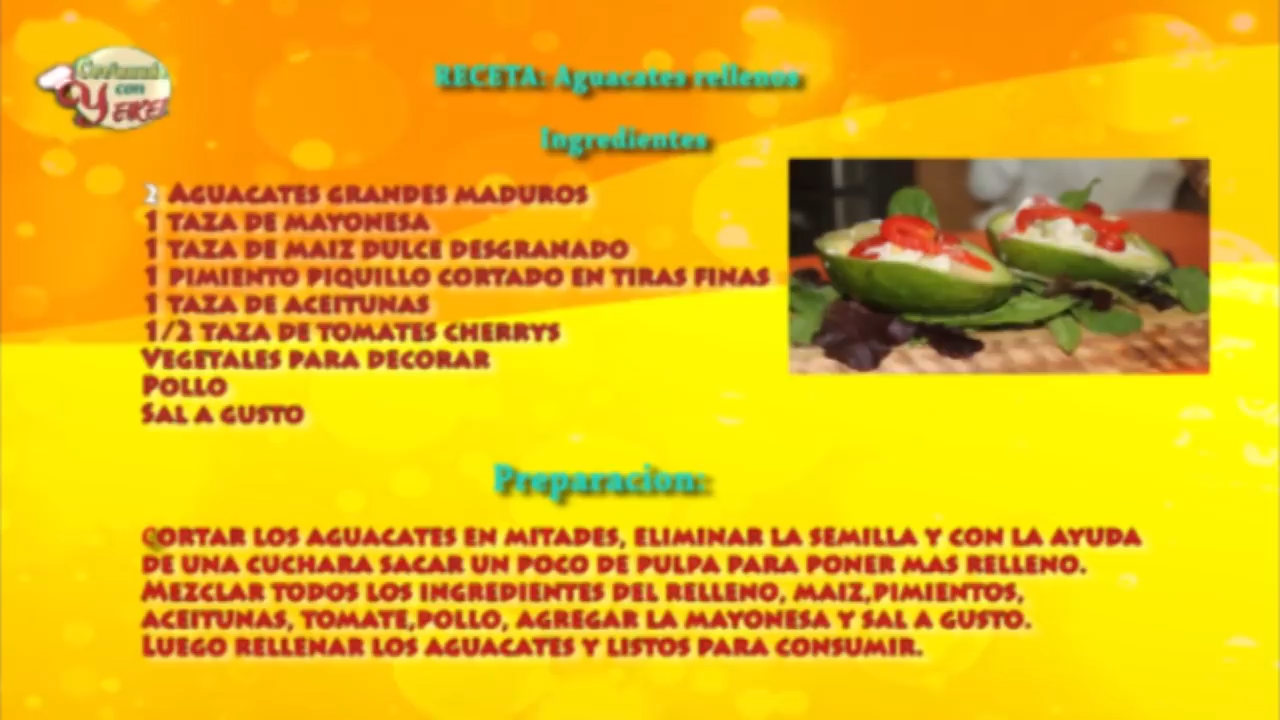 Cocinando
con
YEIKEL
RECETA: Aguacates rellenos
Ingredientes
2 AGUACATES GRANDES MADUROS
1 TAZA DE MAYONESA
1 TAZA DE MAIZ DULCE DESGRANADO
1 PIMIENTO PIQUILLO CORTADO EN TIRAS FINAS
1 TAZA DE ACEITUNAS
1/2 TAZA DE TOMATES CHERRYS
VEGETALES PARA DECORAR
POLLO
SAL A GUSTO
Preparacion:
CORTAR LOS AGUACATES EN MITADES, ELIMINAR LA SEMILLA Y CON LA AYUDA
DE UNA CUCHARA SACAR UN POCO DE PULPA PARA PONER MAS RELLENO.
MEZCLAR TODOS LOS INGREDIENTES DEL RELLENO, MAIZ,PIMIENTOS,
ACEITUNAS, TOMATE,POLLO, AGREGAR LA MAYONESA Y SAL A GUSTO.
LUEGO RELLENAR LOS AGUACATES Y LISTOS PARA CONSUMIR.